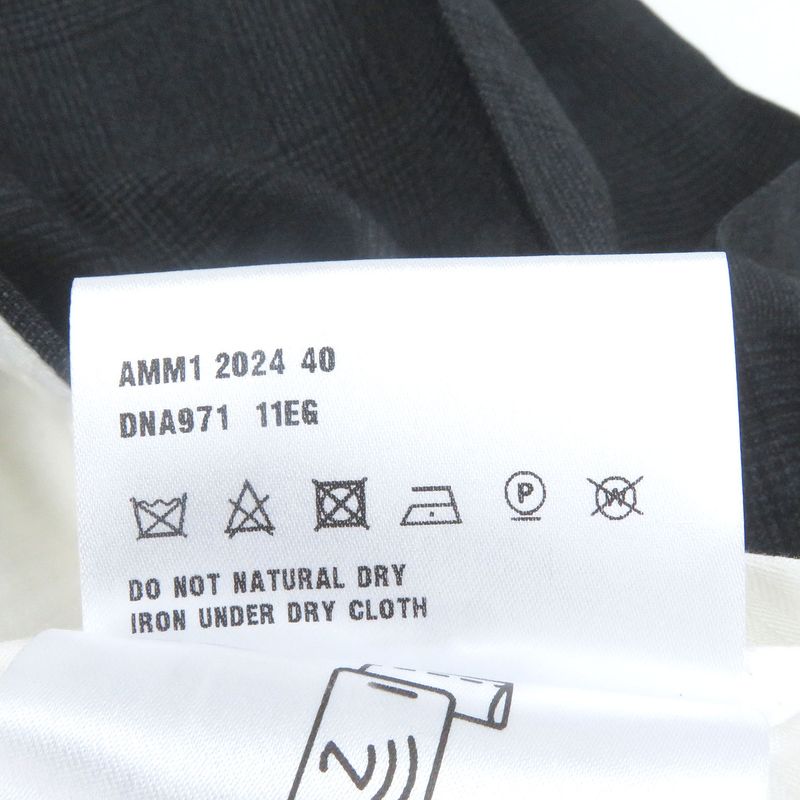 AMM1 2024 40
DNA971 11EG
P W
DO NOT NATURAL DRY
IRON UNDER DRY CLOTH